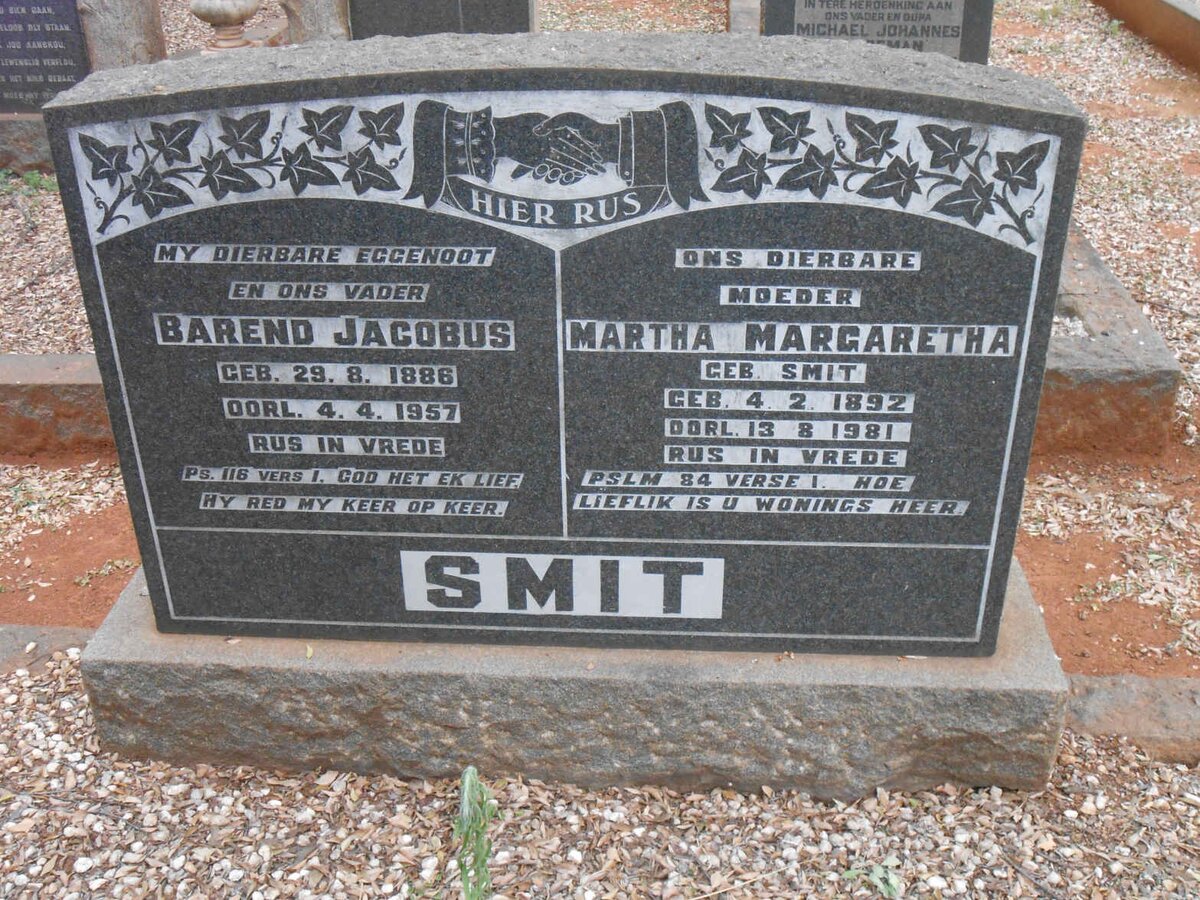 IN TERE HERDENKING AAN
ONS VADER EN OUPA
MICHAEL JOHANNES
HIER RUS
MY DIERBARE EGGENOOT
EN ONS VADER
BAREND JACOBUS
GEB. 29. 8. 1886
OORL. 4. 4. 1957
RUS IN VREDE
PS. 116 VERS 1. GOD HET EK LIEF.
HY RED MY KEER OP KEER.
ONS DIERBARE
MOEDER
MARTHA MARGARETHA
GEB. SMIT
GEB. 4. 2. 1892
OORL. 13 8 1981
RUS IN VREDE
PSLM 84 VERSE 1. HOE
LIEFLIK IS U WONINGS HEER.
SMIT